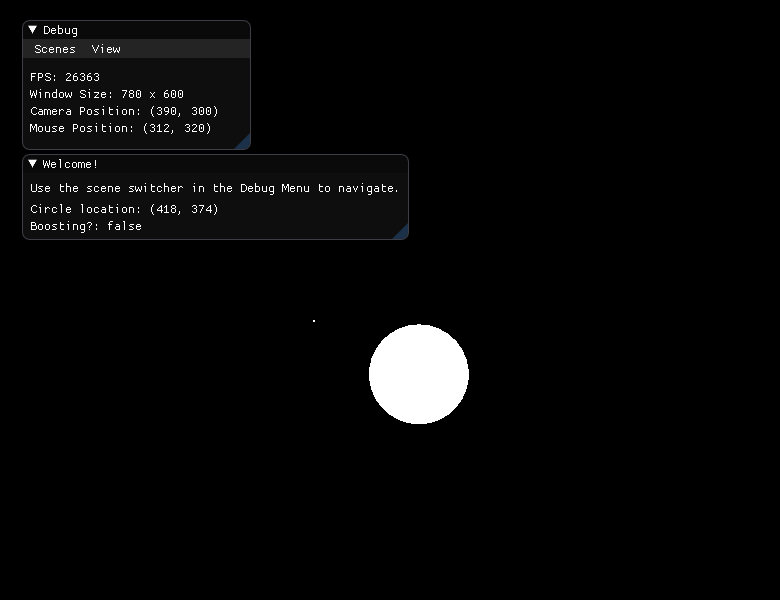 Debug
Scenes View
FPS: 26363
Window Size: 780 x 600
Camera Position: (390, 300)
Mouse Position: (312, 320)
Welcome!
Use the scene switcher in the Debug Menu to navigate.
Circle location: (418, 374)
Boosting?: false